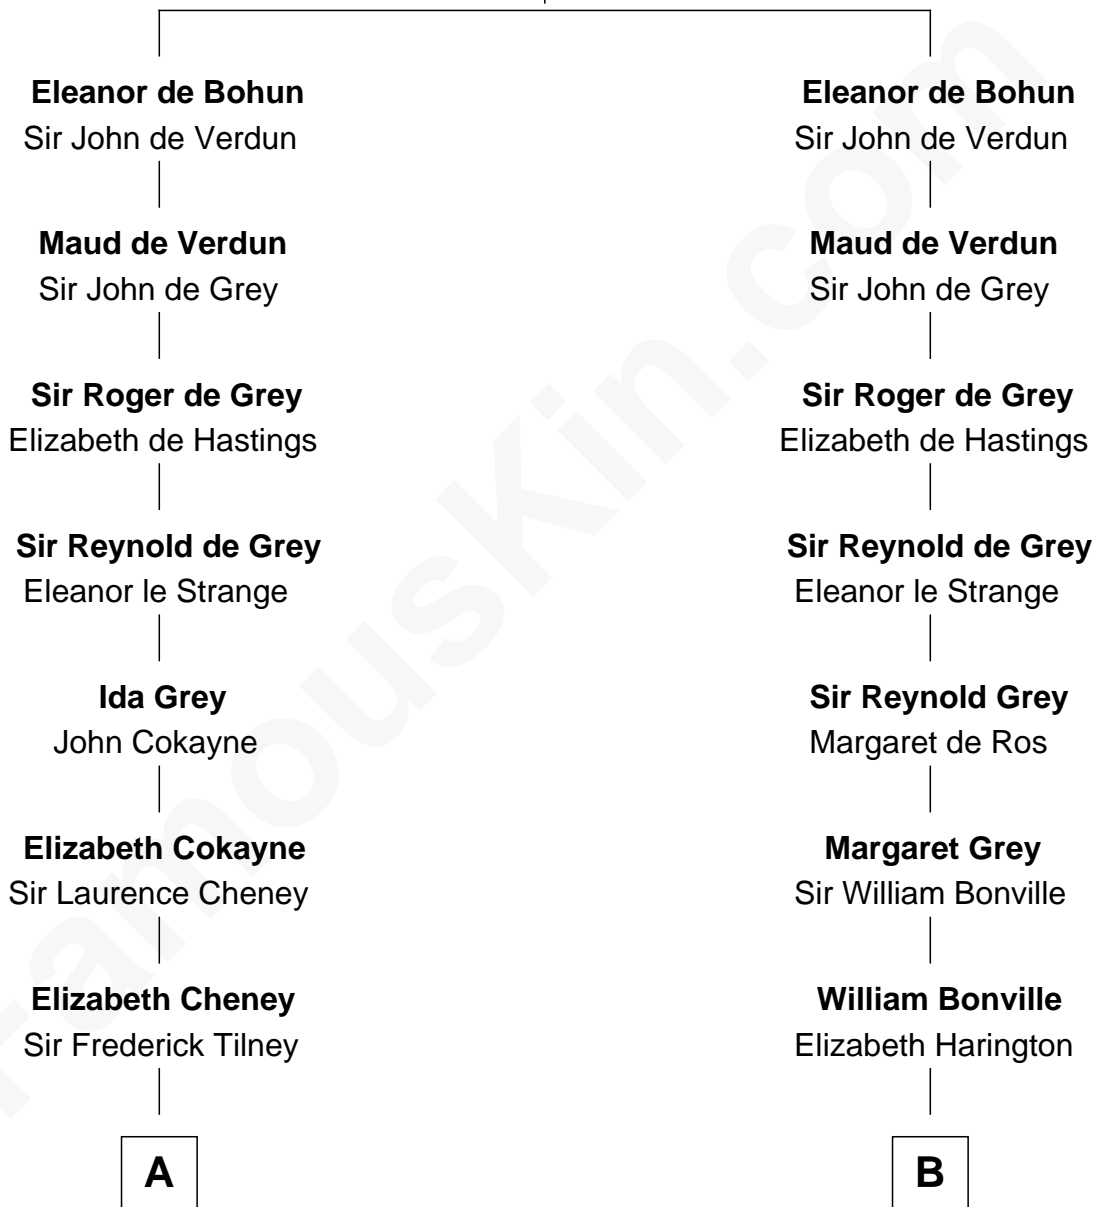 Eleanor de Bohun
Sir John de Verdun
Maud de Verdun
Sir John de Grey
Sir Roger de Grey
Elizabeth de Hastings
Sir Reynold de Grey
Eleanor le Strange
Ida Grey
John Cokayne
Elizabeth Cokayne
Sir Laurence Cheney
Elizabeth Cheney
Sir Frederick Tilney
A
Eleanor de Bohun
Sir John de Verdun
Maud de Verdun
Sir John de Grey
Sir Roger de Grey
Elizabeth de Hastings
Sir Reynold de Grey
Eleanor le Strange
Sir Reynold Grey
Margaret de Ros
Margaret Grey
Sir William Bonville
William Bonville
Elizabeth Harington
B
FamousKin.com